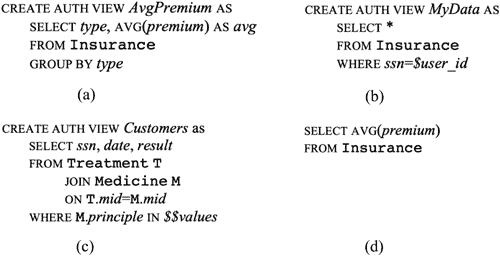 CREATE AUTH VIEW AvgPremium AS
SELECT type, AVG(premium) AS avg
FROM Insurance
GROUP BY type
(a)
CREATE AUTH VIEW MyData AS
SELECT *
FROM Insurance
WHERE ssn=$user_id
(b)
CREATE AUTH VIEW Customers as
SELECT ssn, date, result
FROM Treatment T
JOIN Medicine M
ON T.mid=M.mid
WHERE M.principle IN $$values
(c)
SELECT AVG(premium)
FROM Insurance
(d)